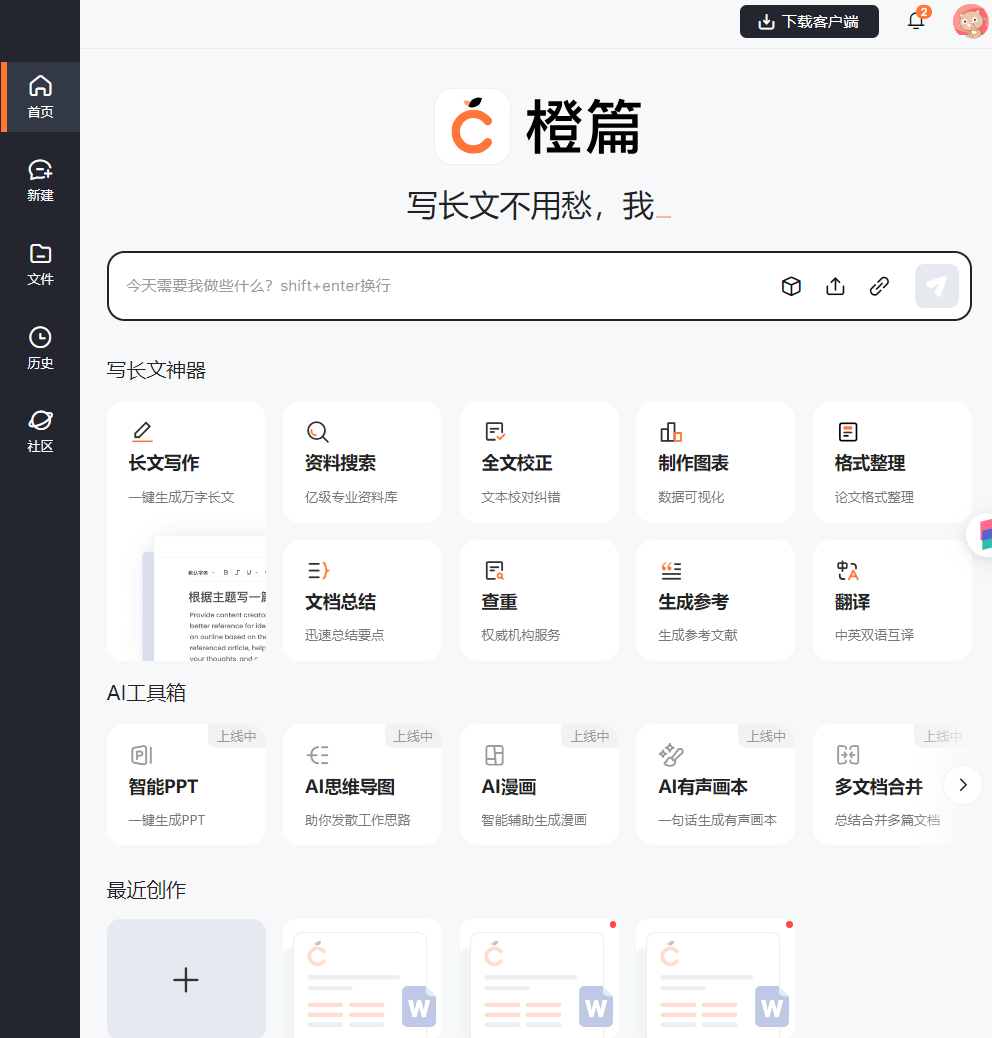 下载客户端
2
首页
新建
文件
历史
社区
橙篇
写长文不用愁，我_
今天需要我做些什么？shift+enter换行
写长文神器
长文写作
一键生成万字长文
资料搜索
亿级专业资料库
全文校正
文本校对纠错
制作图表
数据可视化
格式整理
论文格式整理
默认字体 B I U
根据主题写一篇
Provide content creator
better reference for ide
an outline based on the
referenced article, help
your thoughts, and c
文档总结
迅速总结要点
查重
权威机构服务
生成参考
生成参考文献
翻译
中英双语互译
AI工具箱
上线中
智能PPT
一键生成PPT
上线中
AI思维导图
助你发散工作思路
上线中
AI漫画
智能辅助生成漫画
上线中
AI有声画本
一句话生成有声画本
上线中
多文档合并
总结合并多篇文档
最近创作
W
W
W